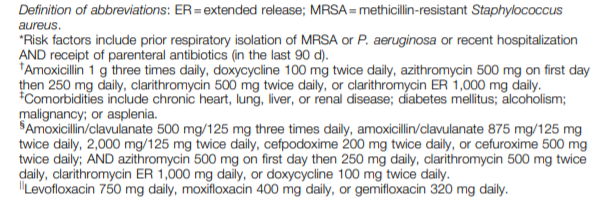 Definition of abbreviations: ER = extended release; MRSA = methicillin-resistant Staphylococcus
aureus.
*Risk factors include prior respiratory isolation of MRSA or P. aeruginosa or recent hospitalization
AND receipt of parenteral antibiotics (in the last 90 d).
†Amoxicillin 1 g three times daily, doxycycline 100 mg twice daily, azithromycin 500 mg on first day
then 250 mg daily, clarithromycin 500 mg twice daily, or clarithromycin ER 1,000 mg daily.
‡Comorbidities include chronic heart, lung, liver, or renal disease; diabetes mellitus; alcoholism;
malignancy; or asplenia.
§Amoxicillin/clavulanate 500 mg/125 mg three times daily, amoxicillin/clavulanate 875 mg/125 mg
twice daily, 2,000 mg/125 mg twice daily, cefpodoxime 200 mg twice daily, or cefuroxime 500 mg
twice daily; AND azithromycin 500 mg on first day then 250 mg daily, clarithromycin 500 mg twice
daily, clarithromycin ER 1,000 mg daily, or doxycycline 100 mg twice daily.
||Levofloxacin 750 mg daily, moxifloxacin 400 mg daily, or gemifloxacin 320 mg daily.